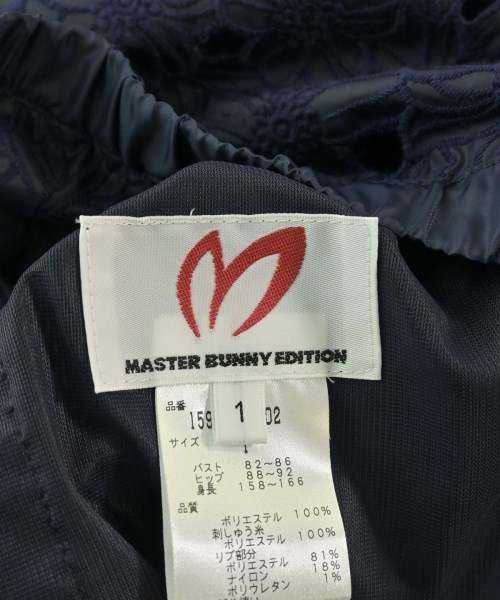 MASTER BUNNY EDITION
1
品番
159 D2
サイズ
バスト 82～86
ヒップ 88～92
身長 158～166
品質
ポリエステル 100%
刺しゅう糸
ポリエステル 100%
リブ部分
ポリエステル 81%
ナイロン 18%
ポリウレタン 1%